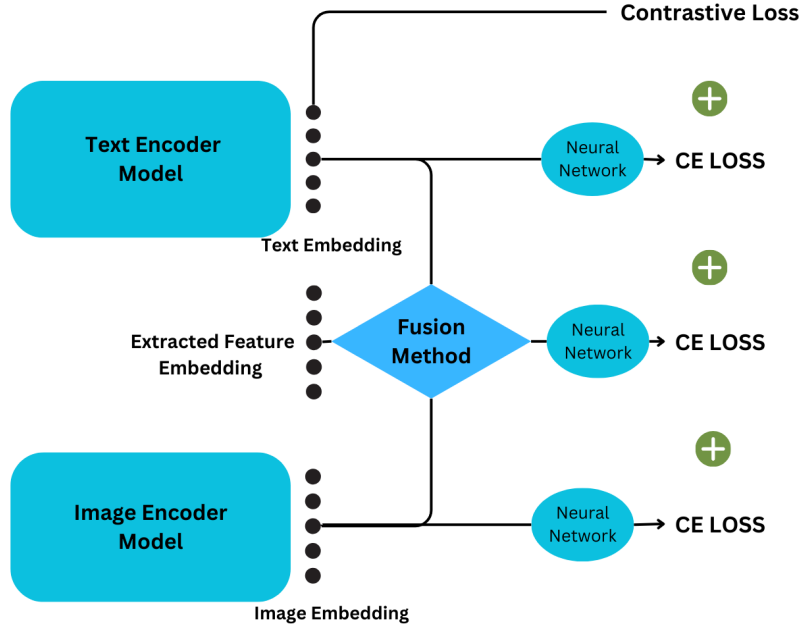 Contrastive Loss
Text Encoder
Model
Neural
Network
CE LOSS
Text Embedding
Extracted Feature
Embedding
Fusion
Method
Neural
Network
CE LOSS
Image Encoder
Model
Neural
Network
CE LOSS
Image Embedding